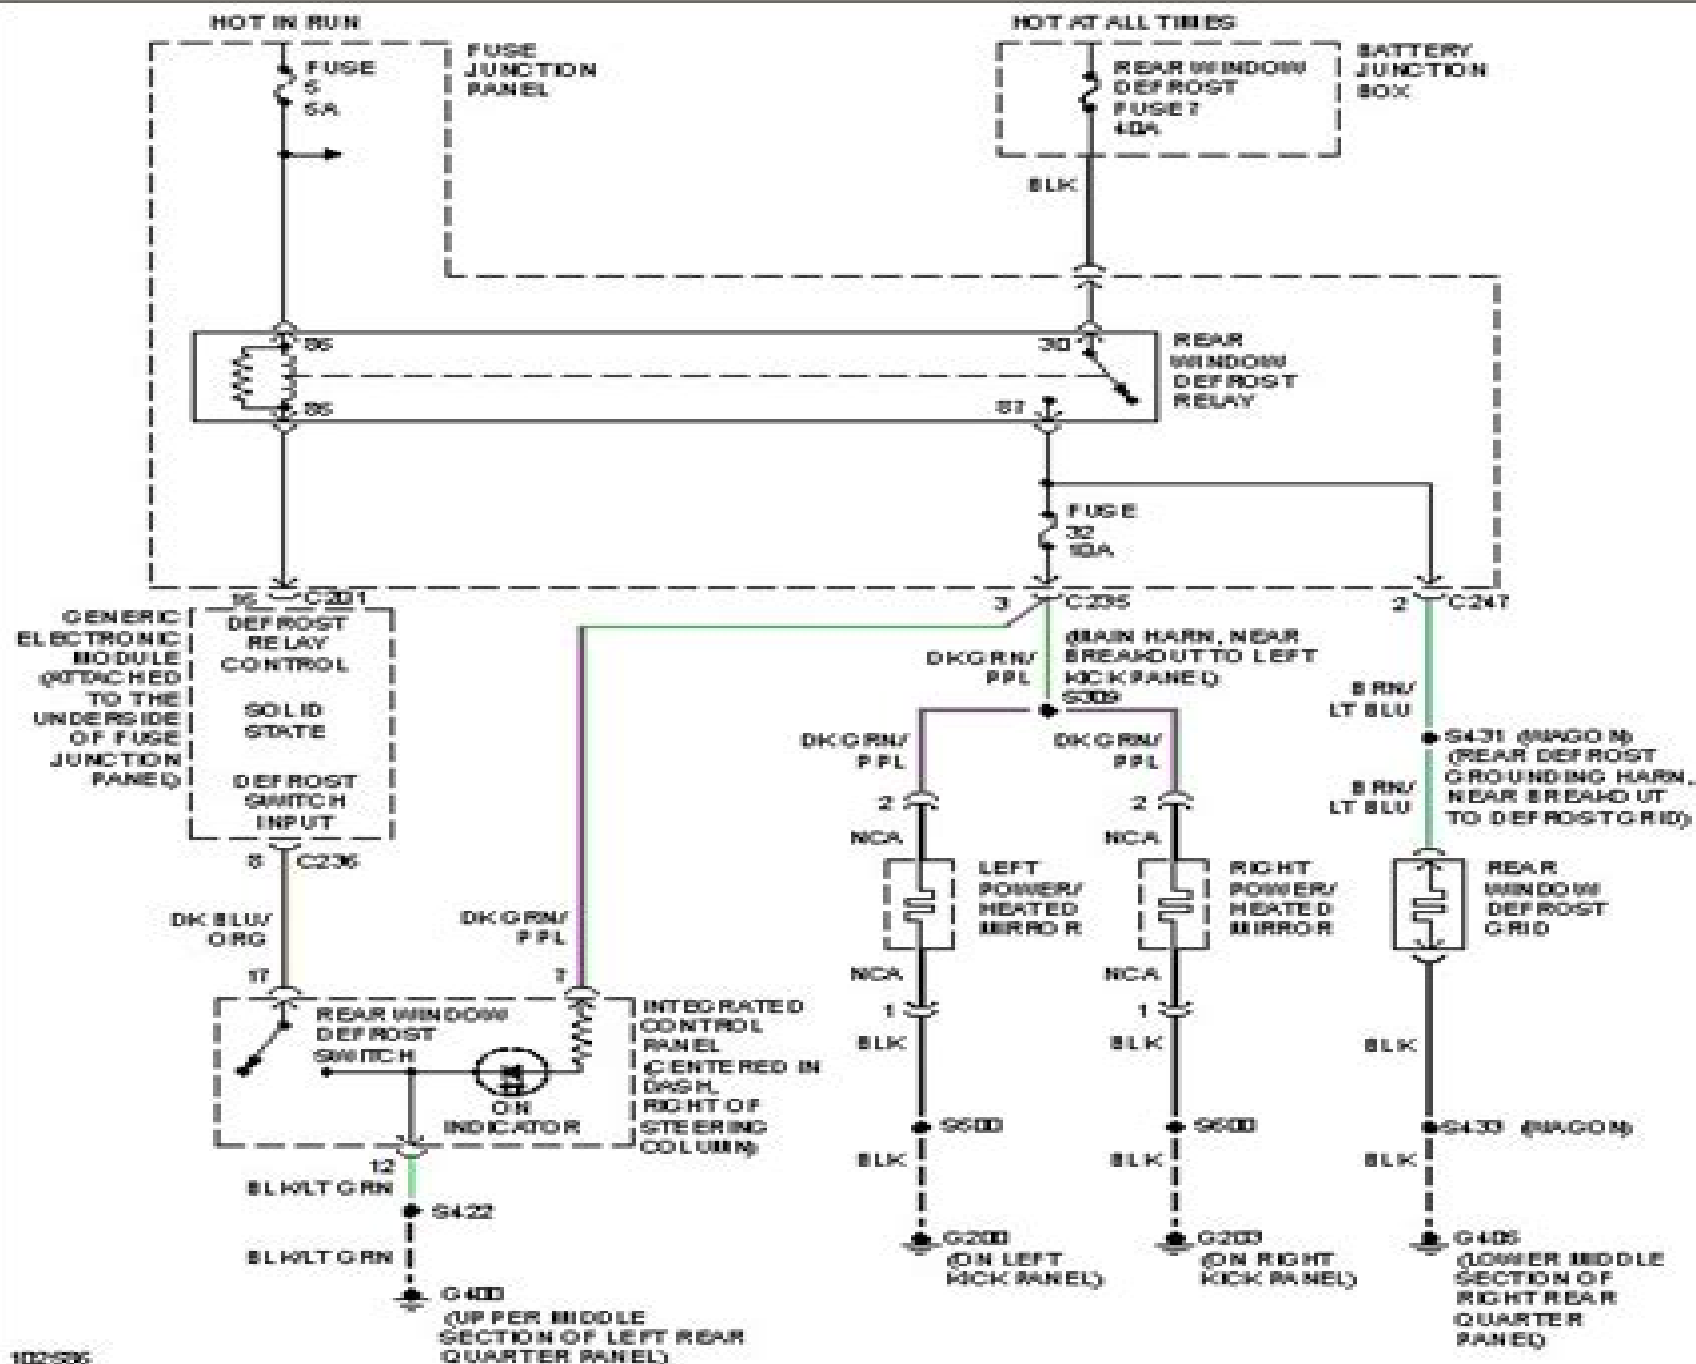 HOT IN RUN
FUSE
5
5A
FUSE
JUNCTION
PANEL
HOT AT ALL TIMES
REAR WINDOW
DEFROST
FUSE 7
40A
BATTERY
JUNCTION
BOX
BLK
30
87
REAR
WINDOW
DEFROST
RELAY
FUSE
32
10A
C201
3
C235
2
C247
GENERIC
ELECTRONIC
MODULE
(ATTACHED
TO THE
UNDERSIDE
OF FUSE
JUNCTION
PANEL)
DEFROST
RELAY
CONTROL
SOLID
STATE
DEFROST
SWITCH
INPUT
C236
DK GRN/
PPL
(MAIN HARN, NEAR
BREAKOUT TO LEFT
KICK PANEL)
S309
BRN/
LT BLU
S431 (WAGON)
(REAR DEFROST
GROUNDING HARN,
NEAR BREAKOUT
TO DEFROST GRID)
BRN/
LT BLU
DK GRN/
PPL
DK GRN/
PPL
2
2
NCA
NCA
LEFT
POWER/
HEATED
MIRROR
RIGHT
POWER/
HEATED
MIRROR
REAR
WINDOW
DEFROST
GRID
DK BLU/
ORG
DK GRN/
PPL
17
7
NCA
NCA
1
1
REAR WINDOW
DEFROST
SWITCH
ON
INDICATOR
INTEGRATED
CONTROL
PANEL
(CENTERED IN
DASH,
RIGHT OF
STEERING
COLUMN)
BLK
BLK
BLK
S500
S600
S433 (WAGON)
12
BLK/LT GRN
S422
BLK/LT GRN
BLK
BLK
BLK
G400
(UPPER MIDDLE
SECTION OF LEFT REAR
QUARTER PANEL)
G200
(ON LEFT
KICK PANEL)
G203
(ON RIGHT
KICK PANEL)
(LOWER MIDDLE
SECTION OF
RIGHT REAR
QUARTER
PANEL)